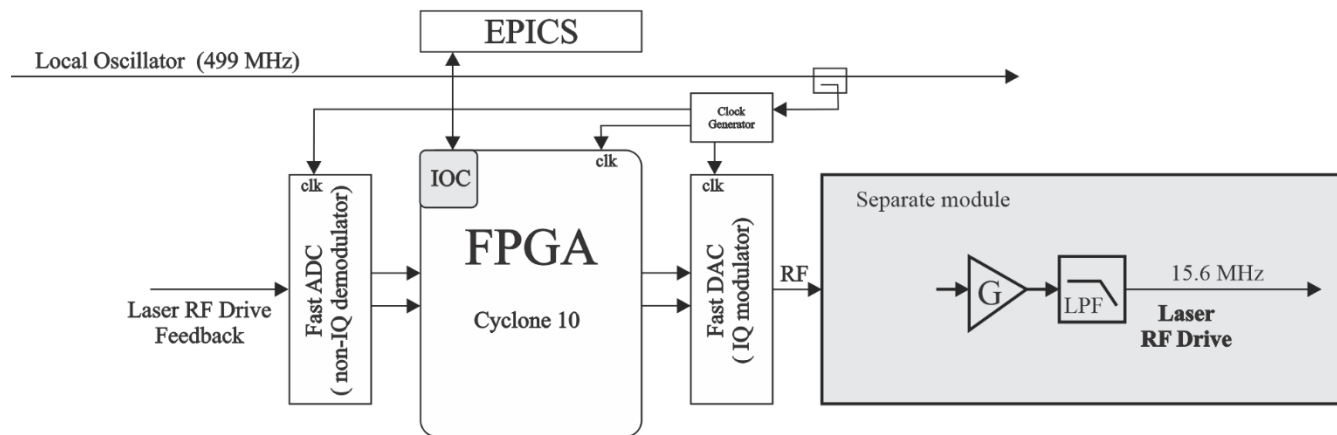 EPICS
Local Oscillator (499 MHz)
Clock
Generator
clk
clk
clk
IOC
FPGA
Cyclone 10
Fast ADC
( non-IQ demodulator)
Laser RF Drive
Feedback
Fast DAC
( IQ modulator)
RF
Separate module
G
LPF
15.6 MHz
Laser
RF Drive